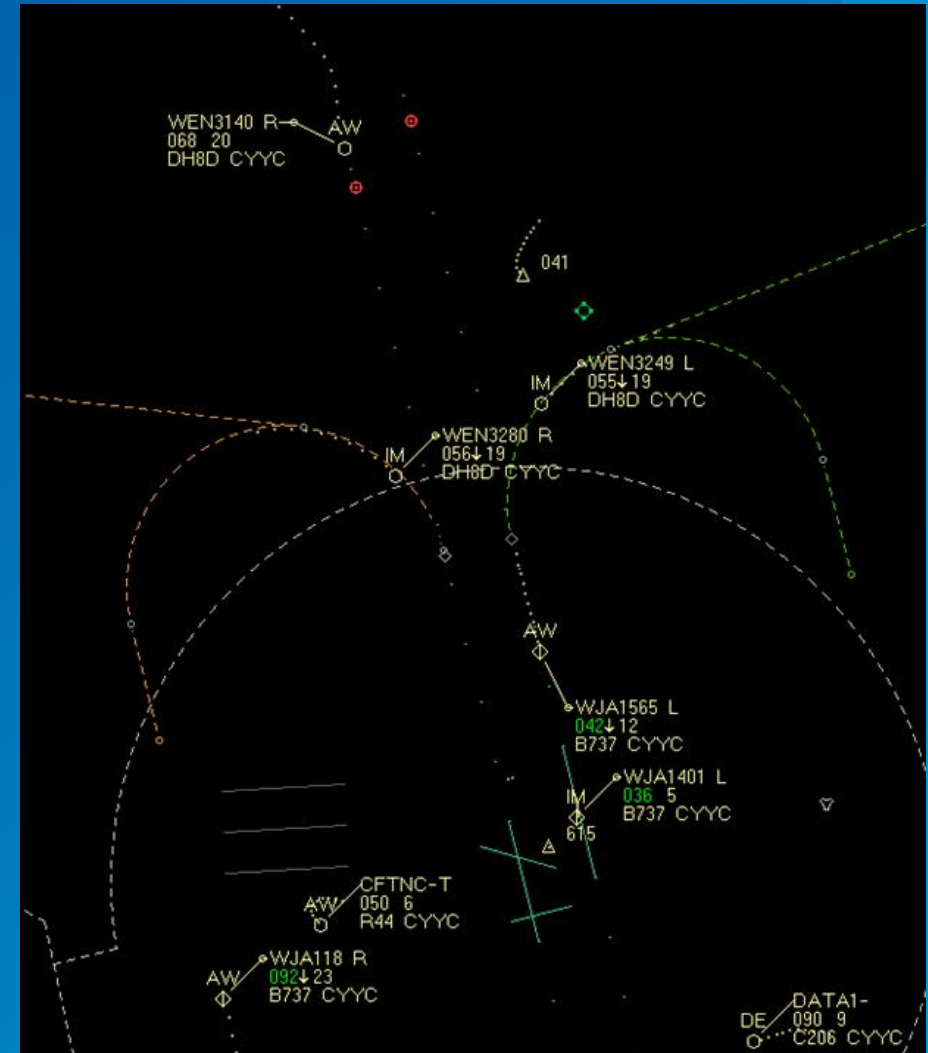 WEN3140 R
068 20
DH8D CYYC
AW
041
WEN3249 L
055↓19
DH8D CYYC
IM
WEN3280 R
056↓19
DH8D CYYC
IM
AW
WJA1565 L
042↓12
B737 CYYC
WJA1401 L
036 5
B737 CYYC
IM
615
CFTNC-T
050 6
R44 CYYC
AW
WJA118 R
092↓23
B737 CYYC
AW
DATA1-
090 9
C206 CYYC
DE